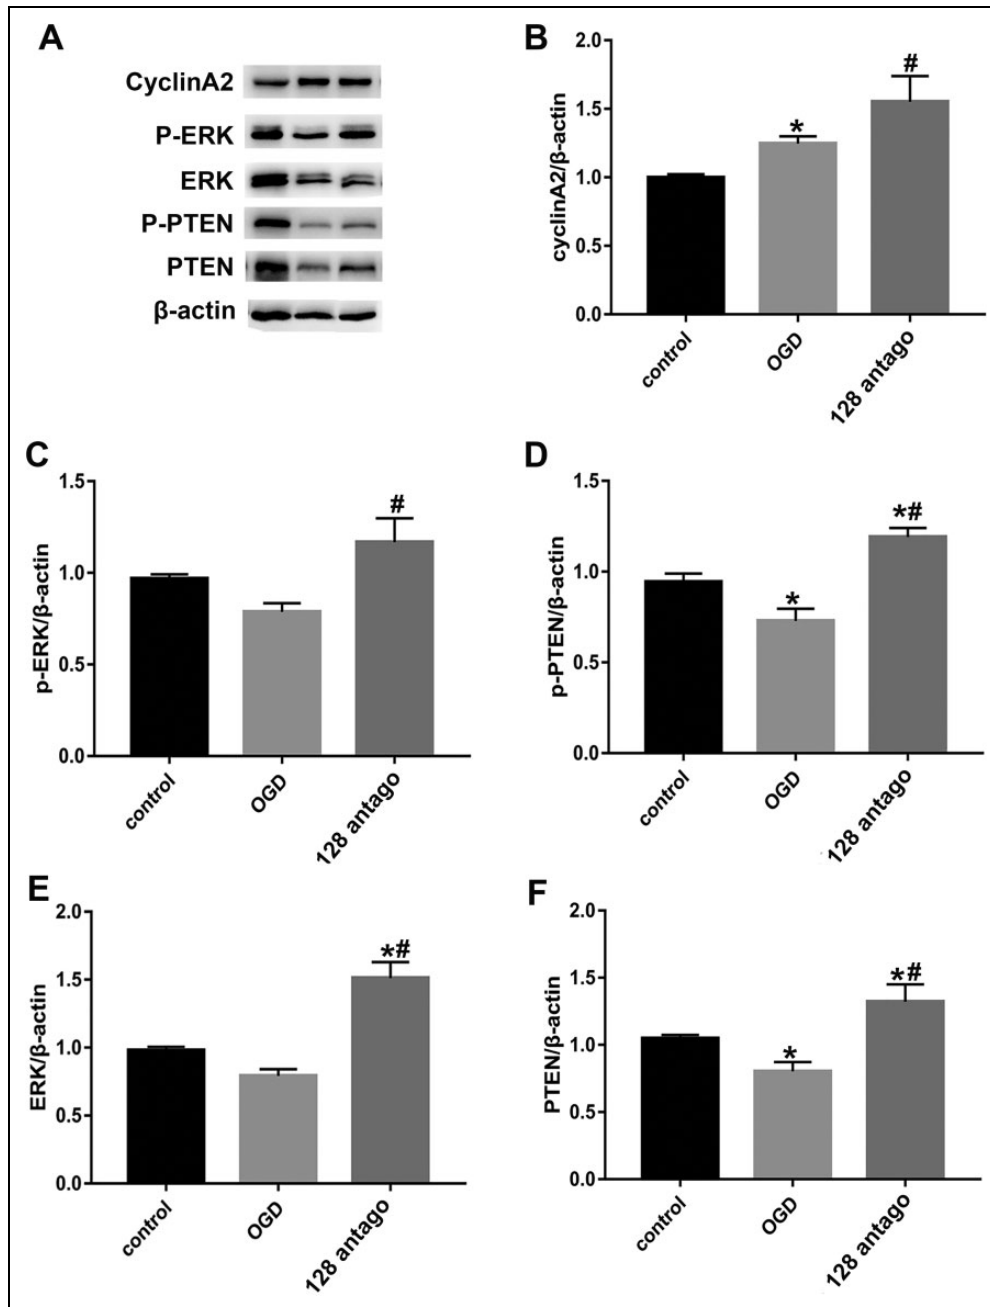 A
CyclinA2
P-ERK
ERK
P-PTEN
PTEN
β-actin
B
cyclinA2/β-actin
2.0
1.5
1.0
0.5
0.0
*
#
control
OGD
128 antago
C
p-ERK/β-actin
1.5
1.0
0.5
0.0
#
control
OGD
128 antago
D
p-PTEN/β-actin
1.5
1.0
0.5
0.0
*
*#
control
OGD
128 antago
E
ERK/β-actin
2.0
1.5
1.0
0.5
0.0
*#
control
OGD
128 antago
F
PTEN/β-actin
2.0
1.5
1.0
0.5
0.0
*
*#
control
OGD
128 antago